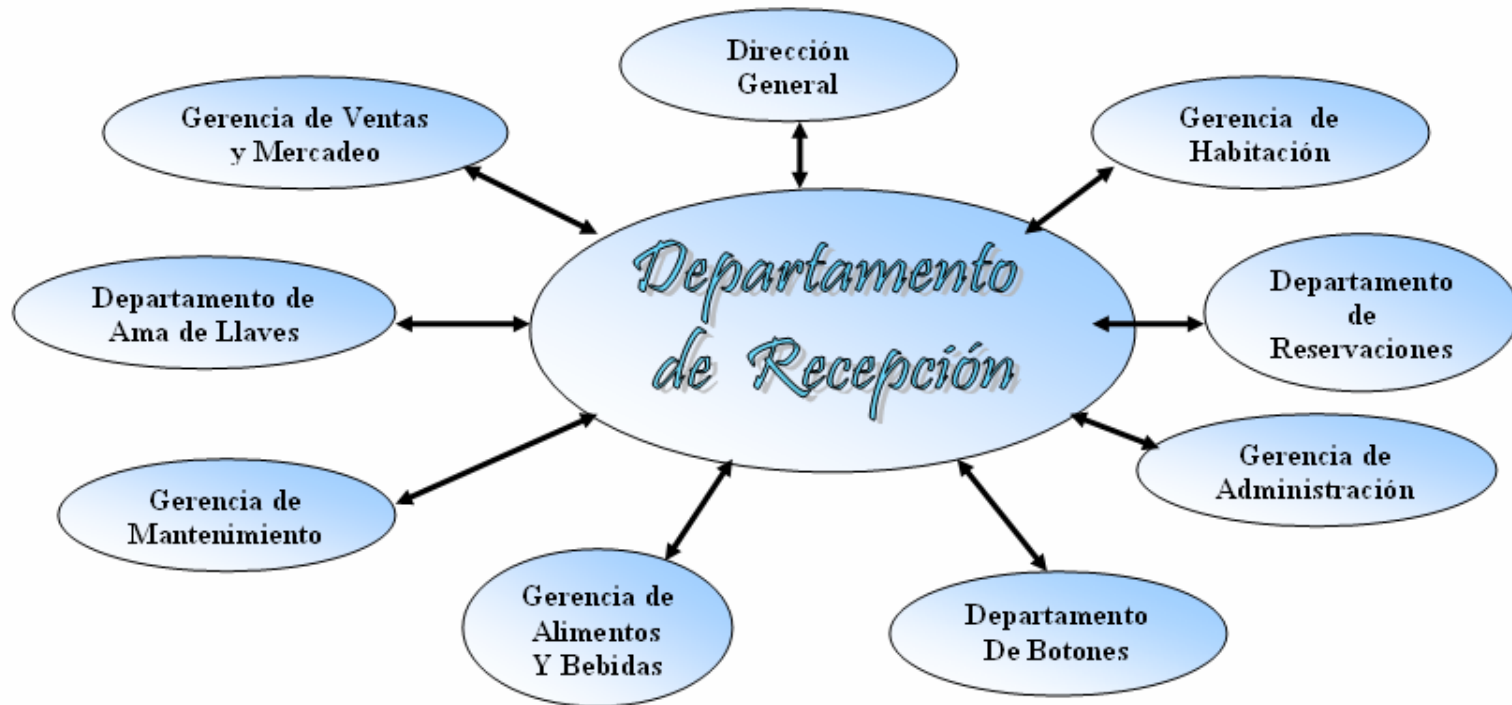 Dirección
General
Gerencia de Ventas
y Mercadeo
Gerencia de
Habitación
Departamento
de Recepción
Departamento de
Ama de Llaves
Departamento
de
Reservaciones
Gerencia de
Mantenimiento
Gerencia de
Administración
Gerencia de
Alimentos
Y Bebidas
Departamento
De Botones